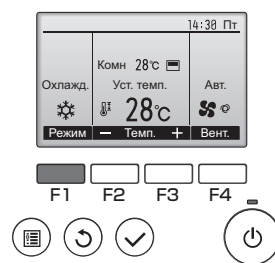 14:30 Пт
Комн 28℃
Охлажд. Уст. темп. Авт.
28℃
Режим − Темп. + Вент.
F1 F2 F3 F4